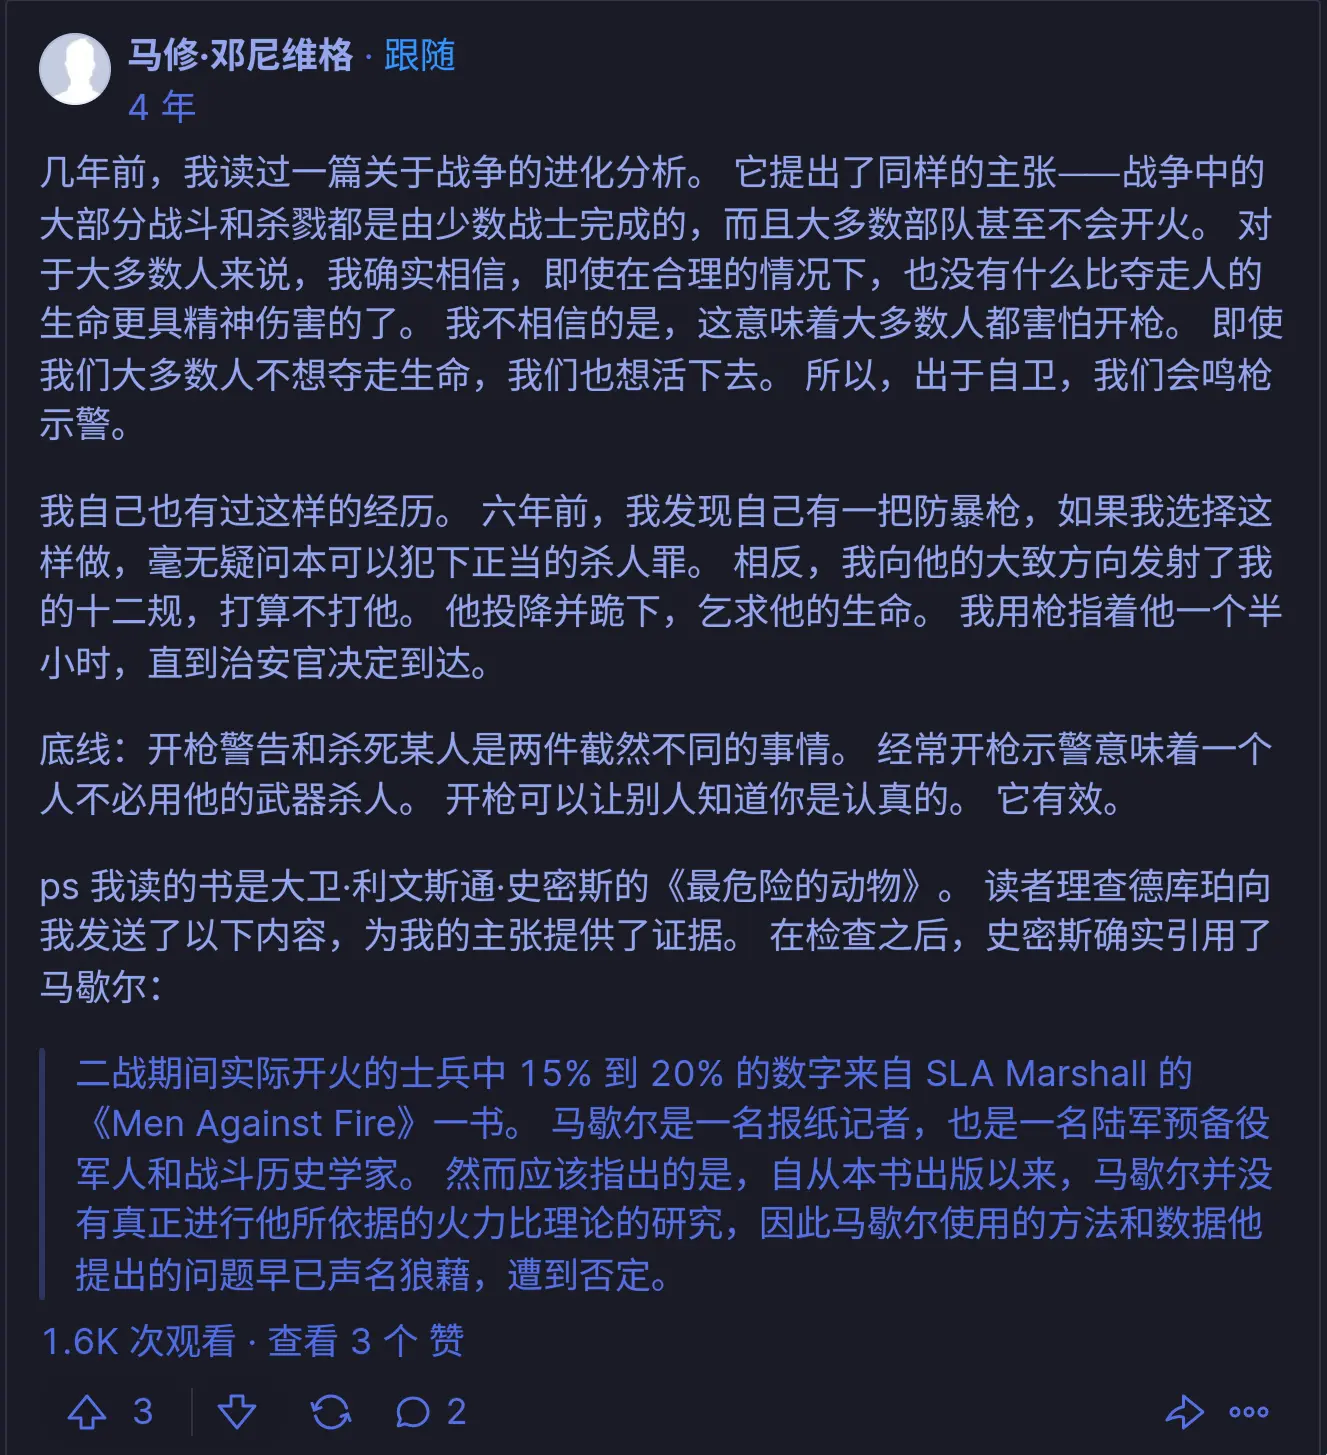 马修·邓尼维格 · 跟随
4 年
几年前，我读过一篇关于战争的进化分析。 它提出了同样的主张——战争中的
大部分战斗和杀戮都是由少数战士完成的，而且大多数部队甚至不会开火。 对
于大多数人来说，我确实相信，即使在合理的情况下，也没有什么比夺走人的
生命更具精神伤害的了。 我不相信的是，这意味着大多数人都害怕开枪。 即使
我们大多数人不想夺走生命，我们也想活下去。 所以，出于自卫，我们会鸣枪
示警。
我自己也有过这样的经历。 六年前，我发现自己有一把防暴枪，如果我选择这
样做，毫无疑问本可以犯下正当的杀人罪。 相反，我向他的大致方向发射了我
的十二规，打算不打他。 他投降并跪下，乞求他的生命。 我用枪指着他一个半
小时，直到治安官决定到达。
底线：开枪警告和杀死某人是两件截然不同的事情。 经常开枪示警意味着一个
人不必用他的武器杀人。 开枪可以让别人知道你是认真的。 它有效。
ps 我读的书是大卫·利文斯通·史密斯的《最危险的动物》。 读者理查德库珀向
我发送了以下内容，为我的主张提供了证据。 在检查之后，史密斯确实引用了
马歇尔：
二战期间实际开火的士兵中 15% 到 20% 的数字来自 SLA Marshall 的
《Men Against Fire》一书。 马歇尔是一名报纸记者，也是一名陆军预备役
军人和战斗历史学家。 然而应该指出的是，自从本书出版以来，马歇尔并没
有真正进行他所依据的火力比理论的研究，因此马歇尔使用的方法和数据他
提出的问题早已声名狼藉，遭到否定。
1.6K 次观看 · 查看 3 个 赞
3
2